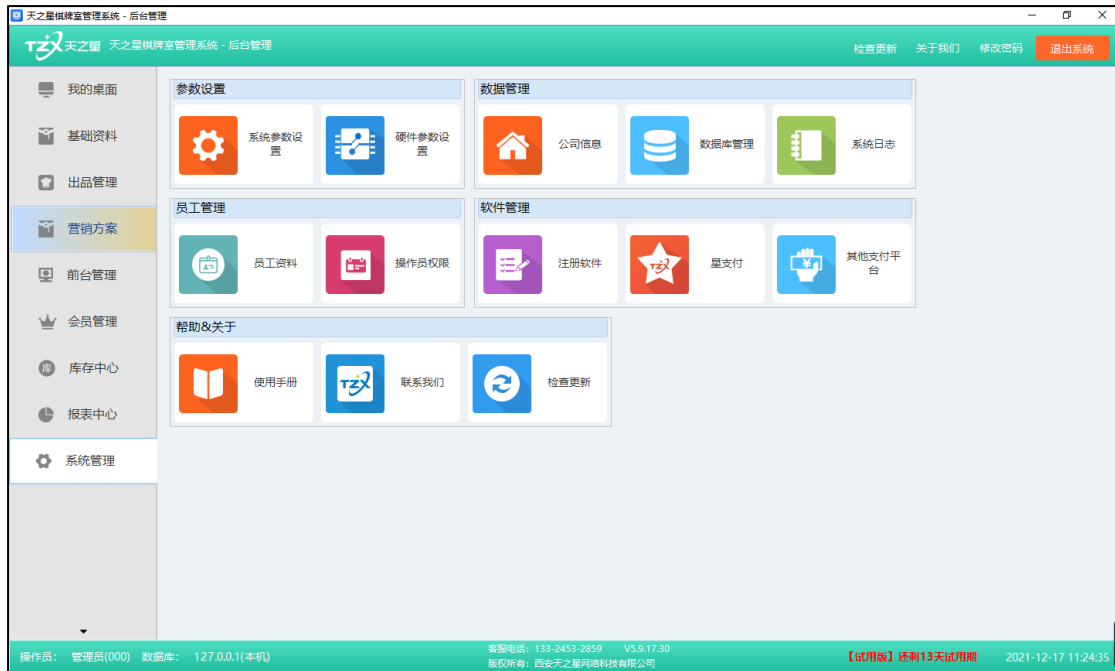 天之星棋牌室管理系统 - 后台管理
TZX天之星 天之星棋牌室管理系统 - 后台管理
检查更新 关于我们 修改密码 退出系统
我的桌面
基础资料
出品管理
营销方案
前台管理
会员管理
库 库存中心
报表中心
系统管理
参数设置
系统参数设
置
硬件参数设
置
数据管理
公司信息
数据库管理
系统日志
员工管理
员工资料
操作员权限
软件管理
注册软件
TZX 星支付
¥ 其他支付平
台
帮助&关于
使用手册
TZX 联系我们
检查更新
操作员： 管理员(000) 数据库： 127.0.0.1(本机)
客服电话：133-2453-2859 V5.9.17.30
版权所有：西安天之星网络科技有限公司
【试用版】还剩13天试用期 2021-12-17 11:24:35